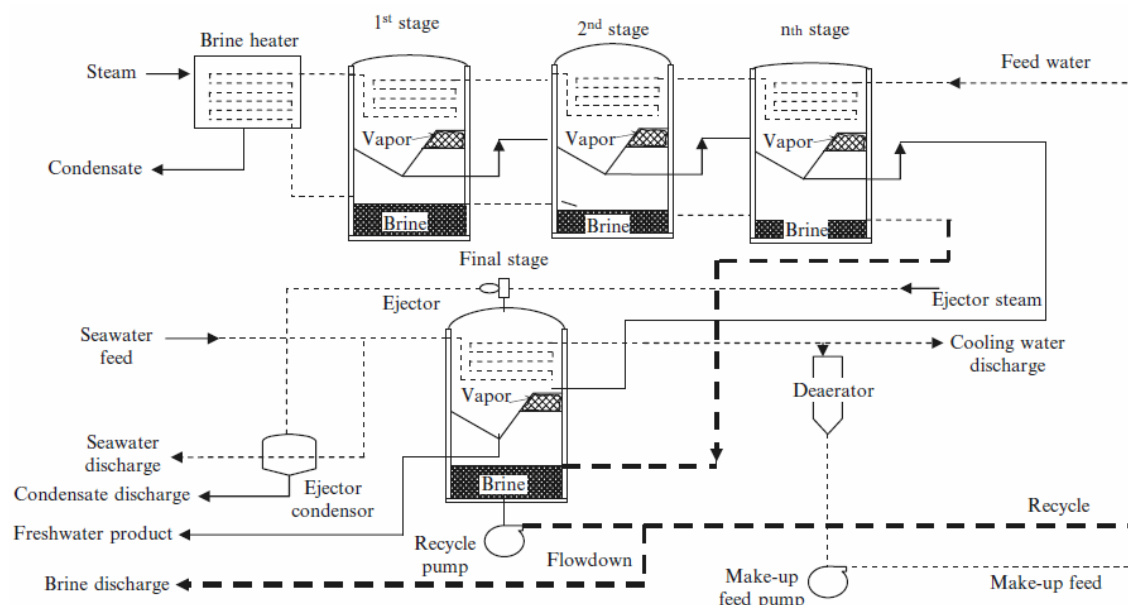 1st stage
2nd stage
nth stage
Brine heater
Steam
Feed water
Vapor
Vapor
Vapor
Condensate
Brine
Brine
Brine
Final stage
Ejector
Ejector steam
Seawater
feed
Cooling water
discharge
Vapor
Deaerator
Seawater
discharge
Brine
Condensate discharge
Ejector
condensor
Freshwater product
Recycle
pump
Flowdown
Recycle
Brine discharge
Make-up
feed pump
Make-up feed